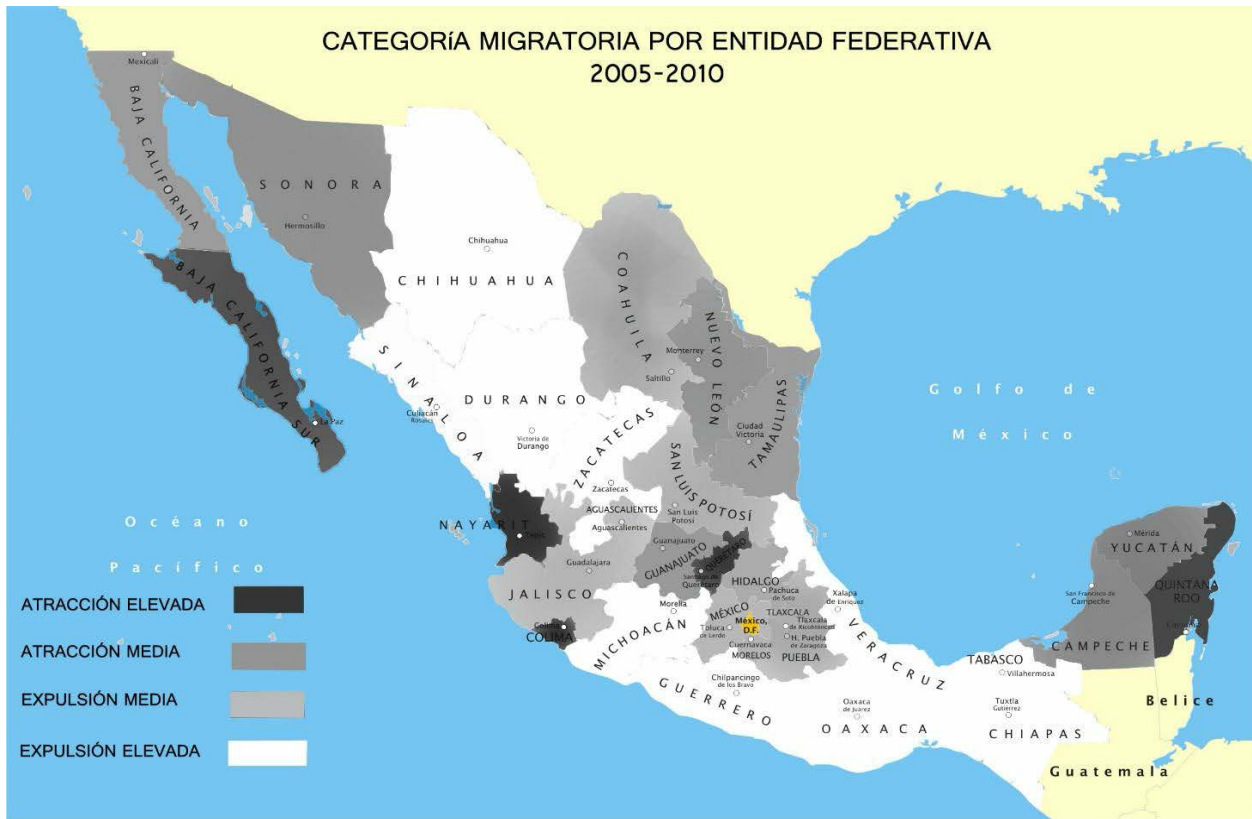 CATEGORíA MIGRATORIA POR ENTIDAD FEDERATIVA
2005-2010
Mexicali
BAJA CALIFORNIA
SONORA
Hermosillo
Chihuahua
CHIHUAHUA
COAHUILA
NUEVO LEÓN
Monterrey
Saltillo
BAJA CALIFORNIA SUR
La Paz
SINALOA
Culiacán
Rosales
DURANGO
Victoria de
Durango
ZACATECAS
Zacatecas
Ciudad
Victoria
TAMAULIPAS
Golfo de
México
SAN LUIS POTOSÍ
San Luis
Potosí
AGUASCALIENTES
Aguascalientes
NAYARIT
Tepic
Océano
Pacífico
Guanajuato
GUANAJUATO
QUERÉTARO
Santiago de
Querétaro
Guadalajara
JALISCO
HIDALGO
Pachuca
de Soto
Xalapa
de Enríquez
Mérida
YUCATÁN
QUINTANA
ROO
San Francisco de
Campeche
CAMPECHE
Morelia
MICHOACÁN
MÉXICO
Toluca
de Lerdo
México,
D.F.
TLAXCALA
Tlaxcala
de Xicohténcatl
H. Puebla
de Zaragoza
Cuernavaca
MORELOS
PUEBLA
Colima
COLIMA
VERACRUZ
TABASCO
Villahermosa
Chilpancingo
de los Bravo
GUERRERO
Oaxaca
de Juárez
OAXACA
Tuxtla
Gutiérrez
CHIAPAS
Belice
Guatemala
ATRACCIÓN ELEVADA
ATRACCIÓN MEDIA
EXPULSIÓN MEDIA
EXPULSIÓN ELEVADA